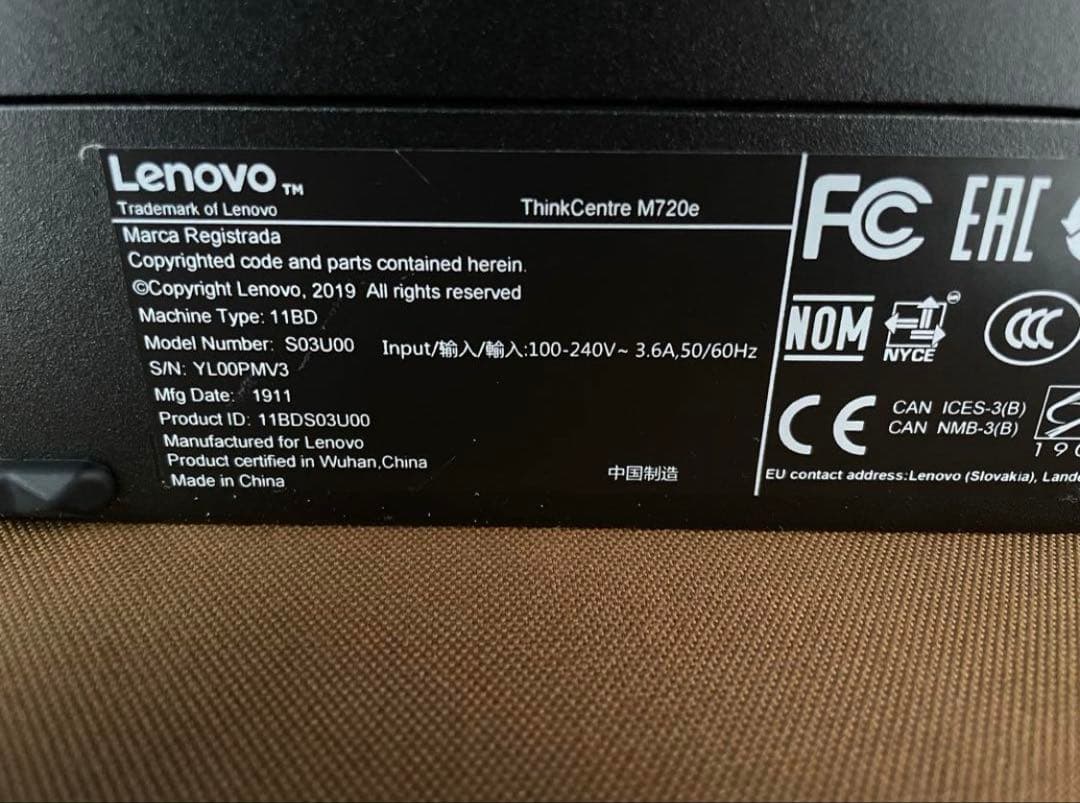 Lenovo TM
Trademark of Lenovo
ThinkCentre M720e
Marca Registrada
Copyrighted code and parts contained herein.
©Copyright Lenovo, 2019 All rights reserved
Machine Type: 11BD
Model Number: S03U00
Input/输入/輸入:100-240V~ 3.6A,50/60Hz
S/N: YL00PMV3
Mfg Date: 1911
Product ID: 11BDS03U00
Manufactured for Lenovo
Product certified in Wuhan,China
Made in China
中国制造
FC EAC
NOM NYCE CCC
CE
CAN ICES-3(B)
CAN NMB-3(B)
EU contact address:Lenovo (Slovakia), Lande